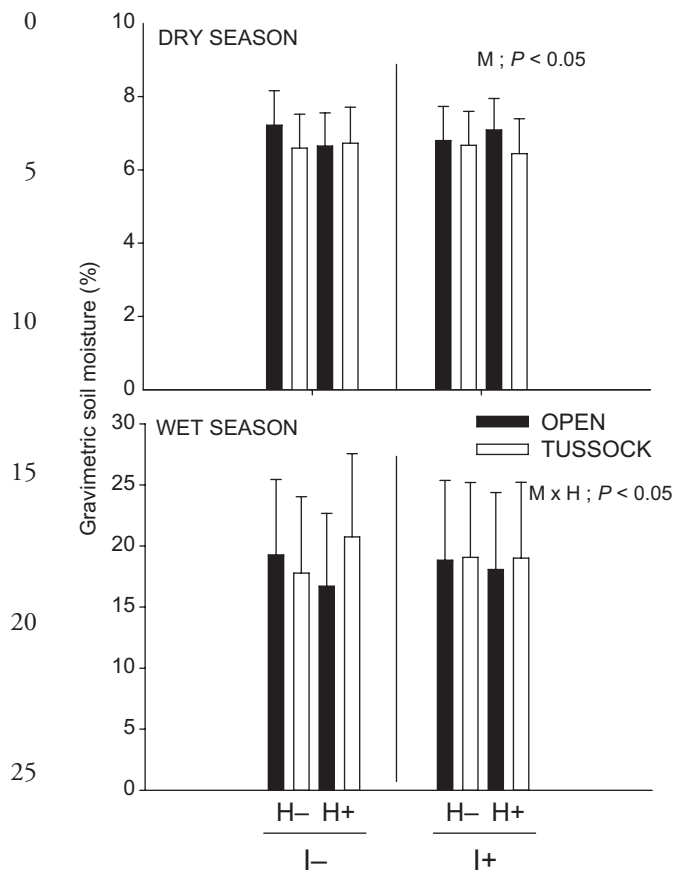 0
5
10
15
20
25
Gravimetric soil moisture (%)
10
8
6
4
2
0
DRY SEASON
M ; P < 0.05
30
25
20
15
10
5
0
WET SEASON
OPEN
TUSSOCK
M x H ; P < 0.05
H– H+ H– H+
I– I+